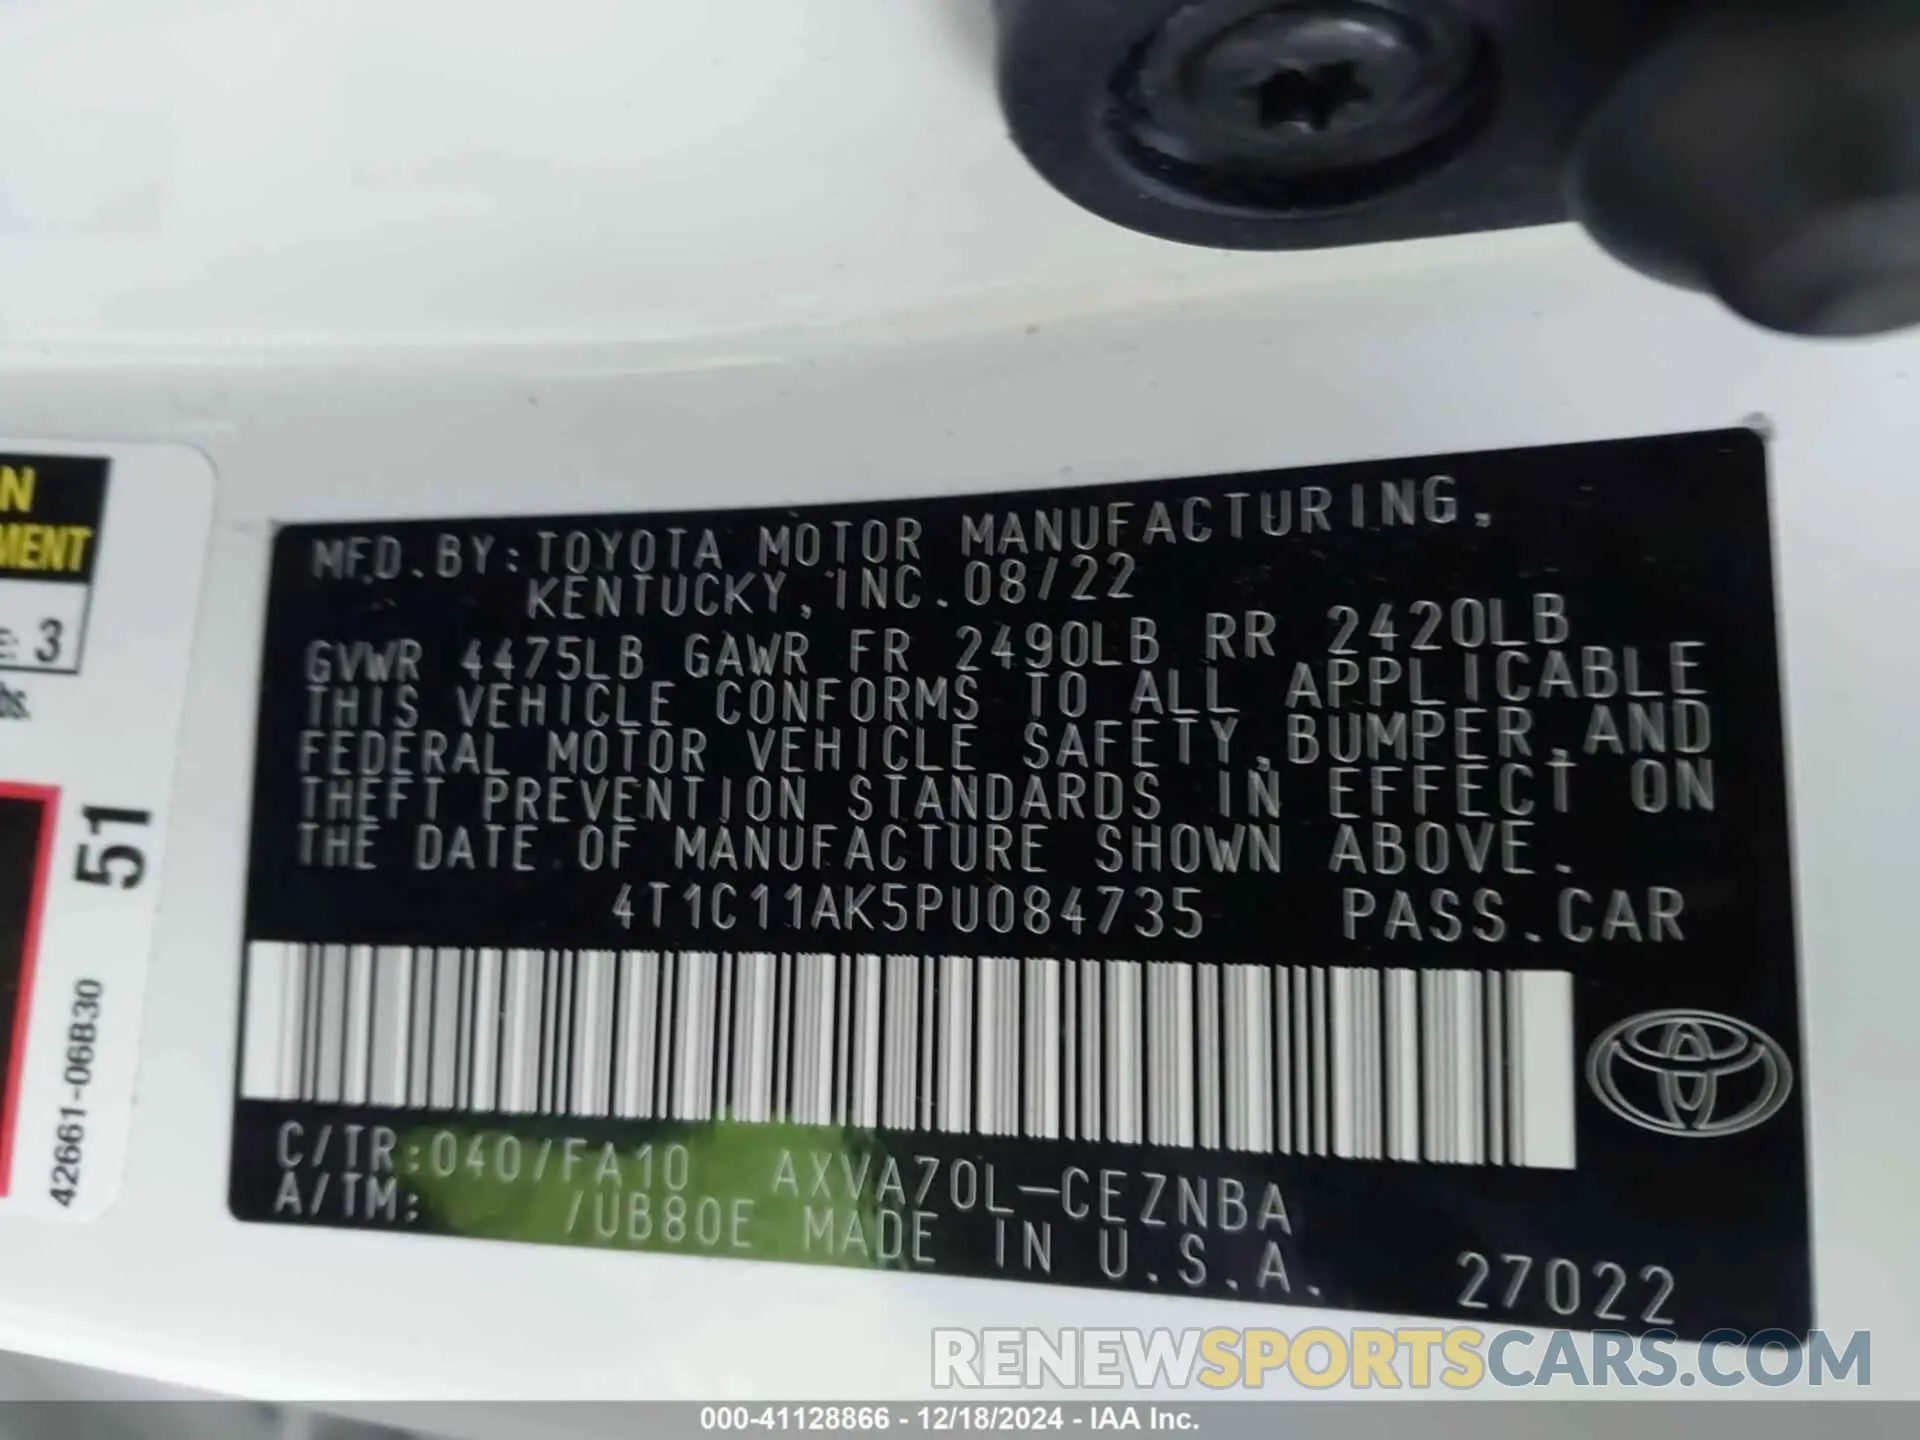 MFD.BY:TOYOTA MOTOR MANUFACTURING,
KENTUCKY, INC. 08/22
GVWR 4475LB GAWR FR 2490LB RR 2420LB
THIS VEHICLE CONFORMS TO ALL APPLICABLE
FEDERAL MOTOR VEHICLE SAFETY,BUMPER,AND
THEFT PREVENTION STANDARDS IN EFFECT ON
THE DATE OF MANUFACTURE SHOWN ABOVE.
4T1C11AK5PU084735 PASS.CAR
C/TR:040/FA10 AXVA70L-CEZNBA
A/TM: /UB80E MADE IN U.S.A.
27022
N
MENT
3
51
42661-06B30
RENEWSPORTSCARS.COM
000-41128866 - 12/18/2024 - IAA Inc.